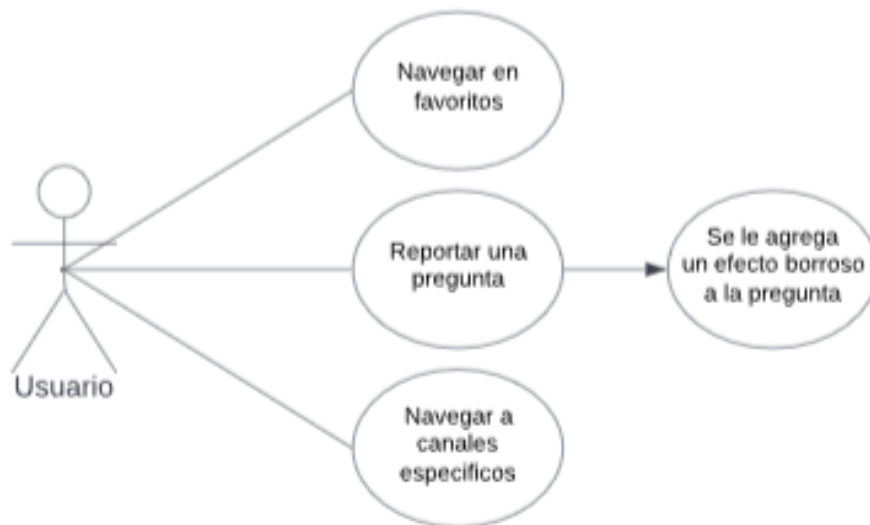 Navegar en
favoritos
Reportar una
pregunta
Se le agrega
un efecto borroso
a la pregunta
Usuario
Navegar a
canales
especificos